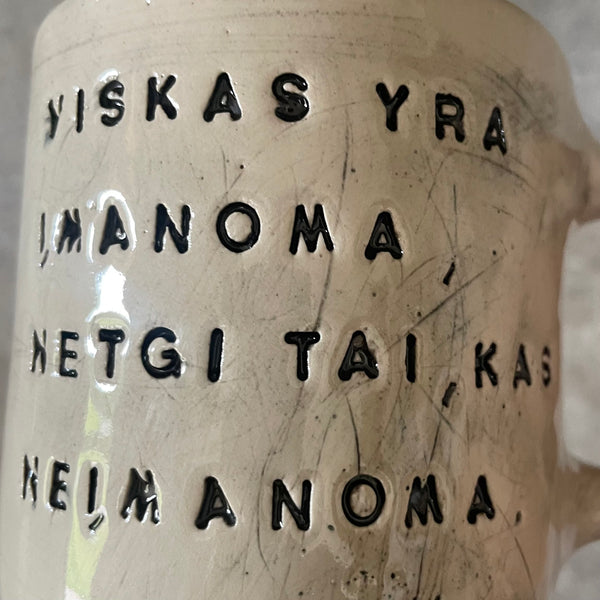 VISKAS YRA
ĮMANOMA,
NETGI TAI, KAS
NEĮMANOMA.